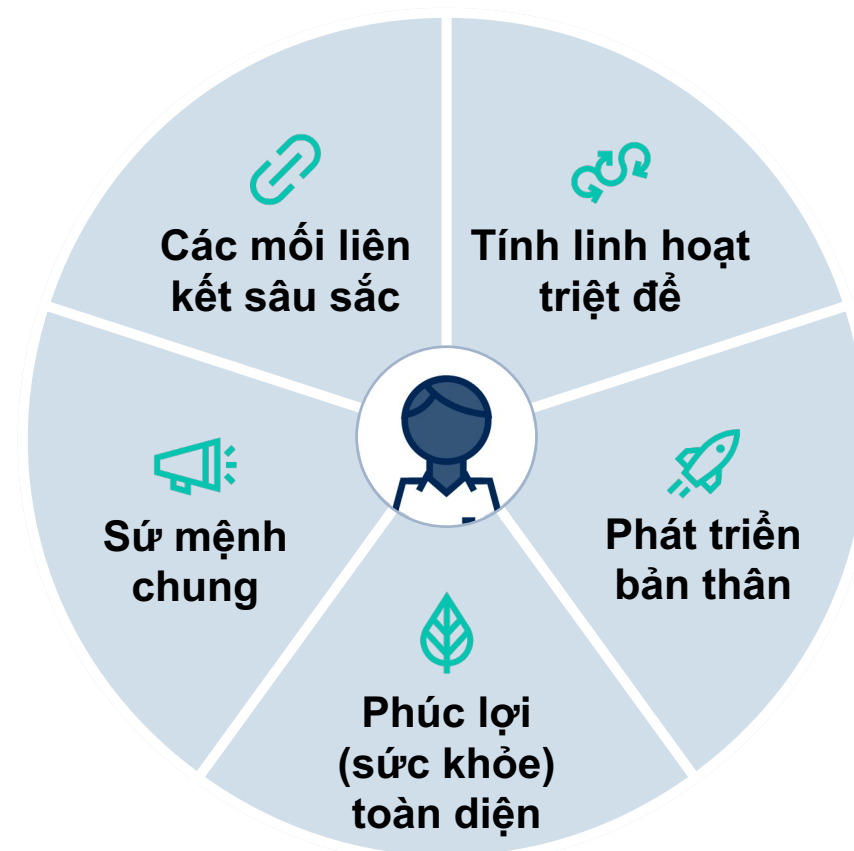 Các mối liên
kết sâu sắc
Tính linh hoạt
triệt để
Sứ mệnh
chung
Phát triển
bản thân
Phúc lợi
(sức khỏe)
toàn diện